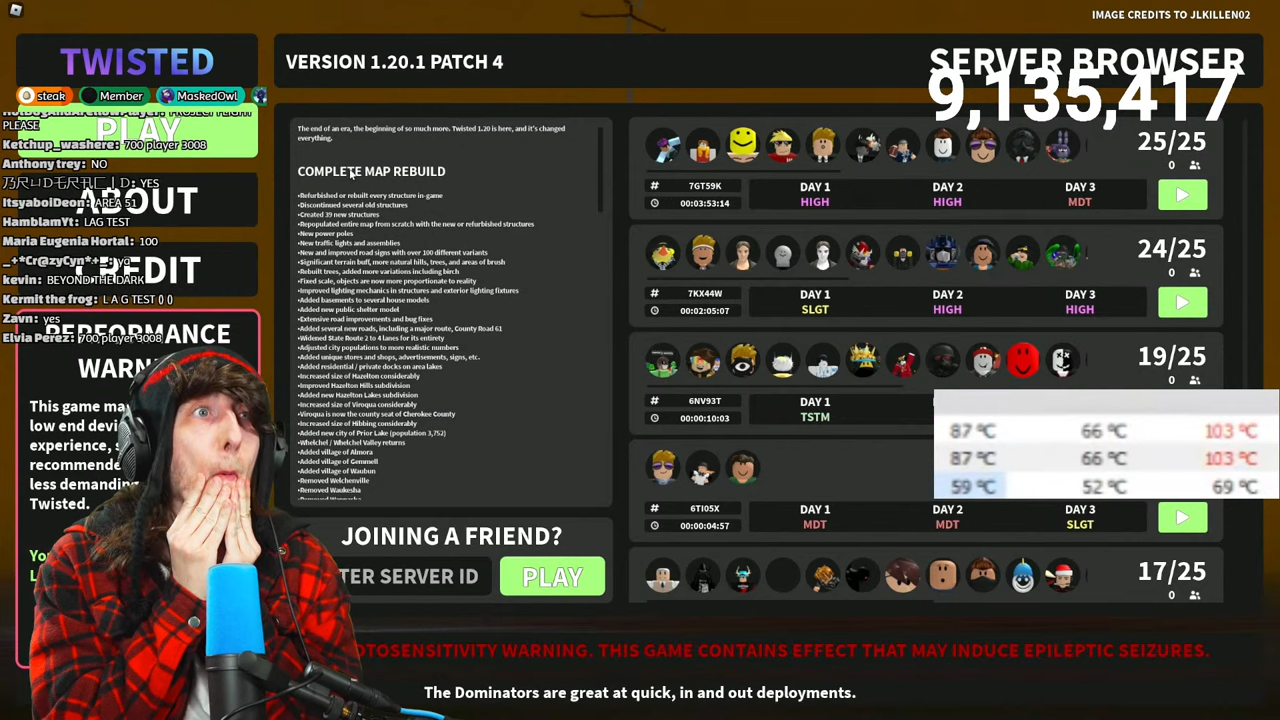 IMAGE CREDITS TO JLKILLEN02
TWISTED
VERSION 1.20.1 PATCH 4
SERVER BROWSER
9,135,417
steak Member MaskedOwl
PLEASE
PLAY
Ketchup_washere: 700 player 3008
Anthony trey: NO
YES
ItsyaboiDeon: AREA 51
ABOUT
HamblamYt: LAG TEST
Maria Eugenia Hortal: 100
_+*Cr@zyCyn*+_: yo
CREDIT
kevin: BEYOND THE DARK
Kermit the frog: L A G TEST () ()
Zavn: yes
Elvia Perez: 700 player 3008
PERFORMANCE
This game
low end
experience,
recommende
less demanding
Twisted.
The end of an era, the beginning of so much more. Twisted 1.20 is here, and it's changed
everything.
COMPLETE MAP REBUILD
•Refurbished or rebuilt every structure in-game
•Discontinued several old structures
•Created 39 new structures
•Repopulated entire map from scratch with the new or refurbished structures
•New power poles
•New traffic lights and assemblies
•New and improved road signs with over 100 different variants
•Significant terrain buff, more natural hills, trees, and areas of brush
•Rebuilt trees, added more variations including birch
•Fixed scale, objects are now more proportionate to reality
•Improved lighting mechanics in structures and exterior lighting fixtures
•Added basements to several house models
•Added new public shelter model
•Extensive road improvements and bug fixes
•Added several new roads, including a major route, County Road 61
•Widened State Route 2 to 4 lanes for its entirety
•Adjusted city populations to more realistic numbers
•Added unique stores and shops, advertisements, signs, etc.
•Added residential / private docks on area lakes
•Increased size of Hazelton considerably
•Improved Hazelton Hills subdivision
•Added new Hazelton Lakes subdivision
•Increased size of Viroqua considerably
•Viroqua is now the county seat of Cherokee County
•Increased size of Hibbing considerably
•Added new city of Prior Lake (population 3,752)
•Whelchel / Whelchel Valley returns
•Added village of Almora
•Added village of Gemmell
•Added village of Waubun
•Removed Welchenville
•Removed Waukesha
JOINING A FRIEND?
TER SERVER ID
PLAY
25/25
0
# 7GT59K
00:03:53:14
DAY 1 DAY 2 DAY 3
HIGH HIGH MDT
24/25
0
# 7KX44W
00:02:05:07
DAY 1 DAY 2 DAY 3
SLGT HIGH HIGH
19/25
0
# 6NV93T
00:00:10:03
DAY 1
TSTM
87 °C 66 °C 103 °C
87 °C 66 °C 103 °C
59 °C 52 °C 69 °C
# 6TI05X
00:00:04:57
DAY 1 DAY 2 DAY 3
MDT MDT SLGT
17/25
0
OTOSENSITIVITY WARNING. THIS GAME CONTAINS EFFECT THAT MAY INDUCE EPILEPTIC SEIZURES.
The Dominators are great at quick, in and out deployments.